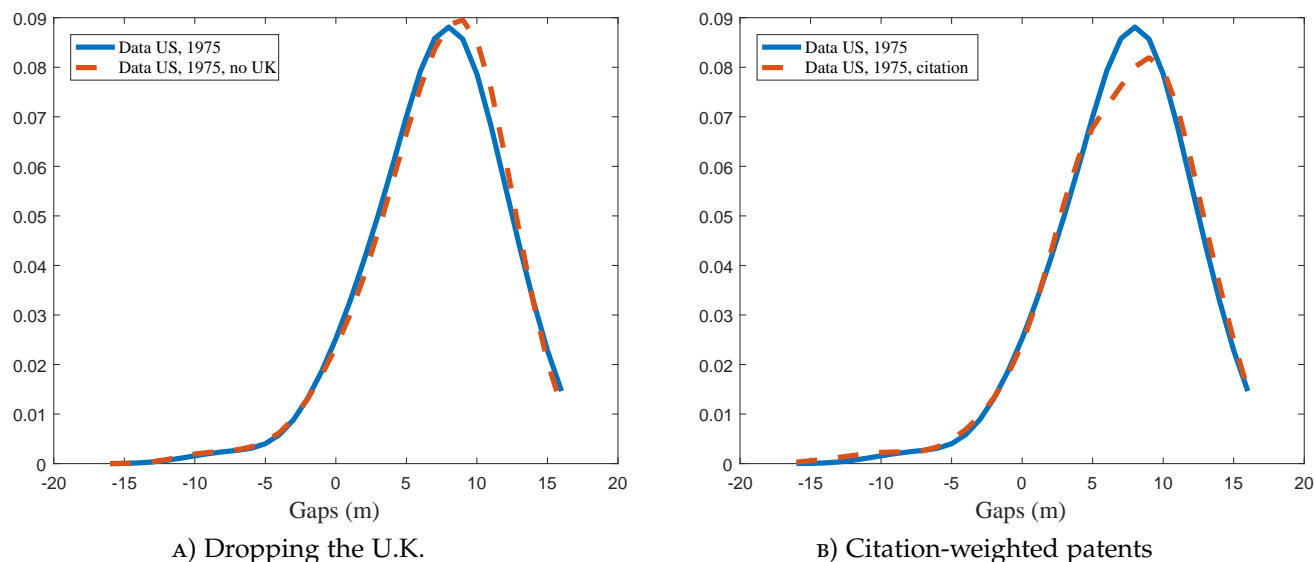 0.09
0.08
0.07
0.06
0.05
0.04
0.03
0.02
0.01
0
Data US, 1975
Data US, 1975, no UK
-20 -15 -10 -5 0 5 10 15 20
Gaps (m)
A) Dropping the U.K.
0.09
0.08
0.07
0.06
0.05
0.04
0.03
0.02
0.01
0
Data US, 1975
Data US, 1975, citation
-20 -15 -10 -5 0 5 10 15 20
Gaps (m)
B) Citation-weighted patents